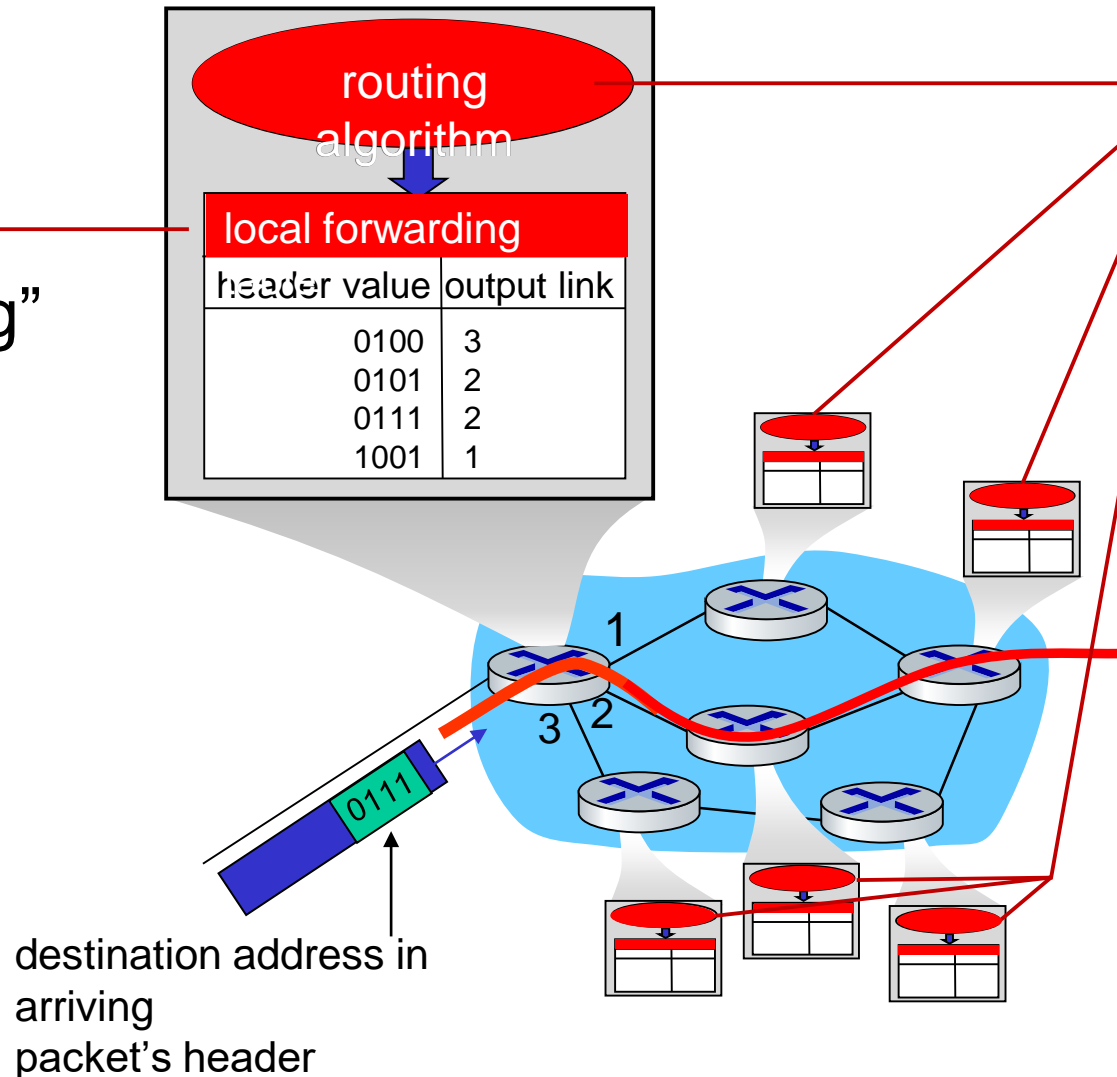 routing
algorithm
local forwarding
header value output link
0100 3
0101 2
0111 2
1001 1
g”
1
2
3
0111
destination address in
arriving
packet’s header